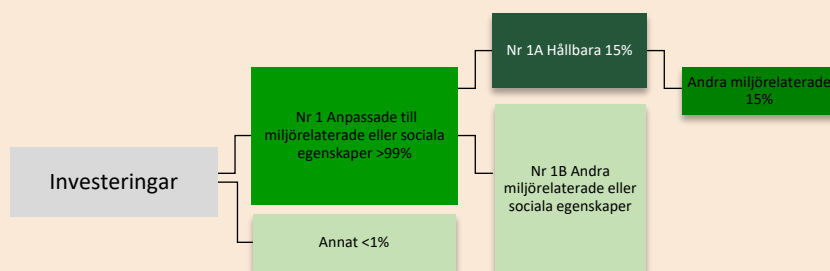 Investeringar
Nr 1 Anpassade till
miljörelaterade eller sociala
egenskaper >99%
Annat <1%
Nr 1A Hållbara 15%
Nr 1B Andra
miljörelaterade eller
sociala egenskaper
Andra miljörelaterade
15%